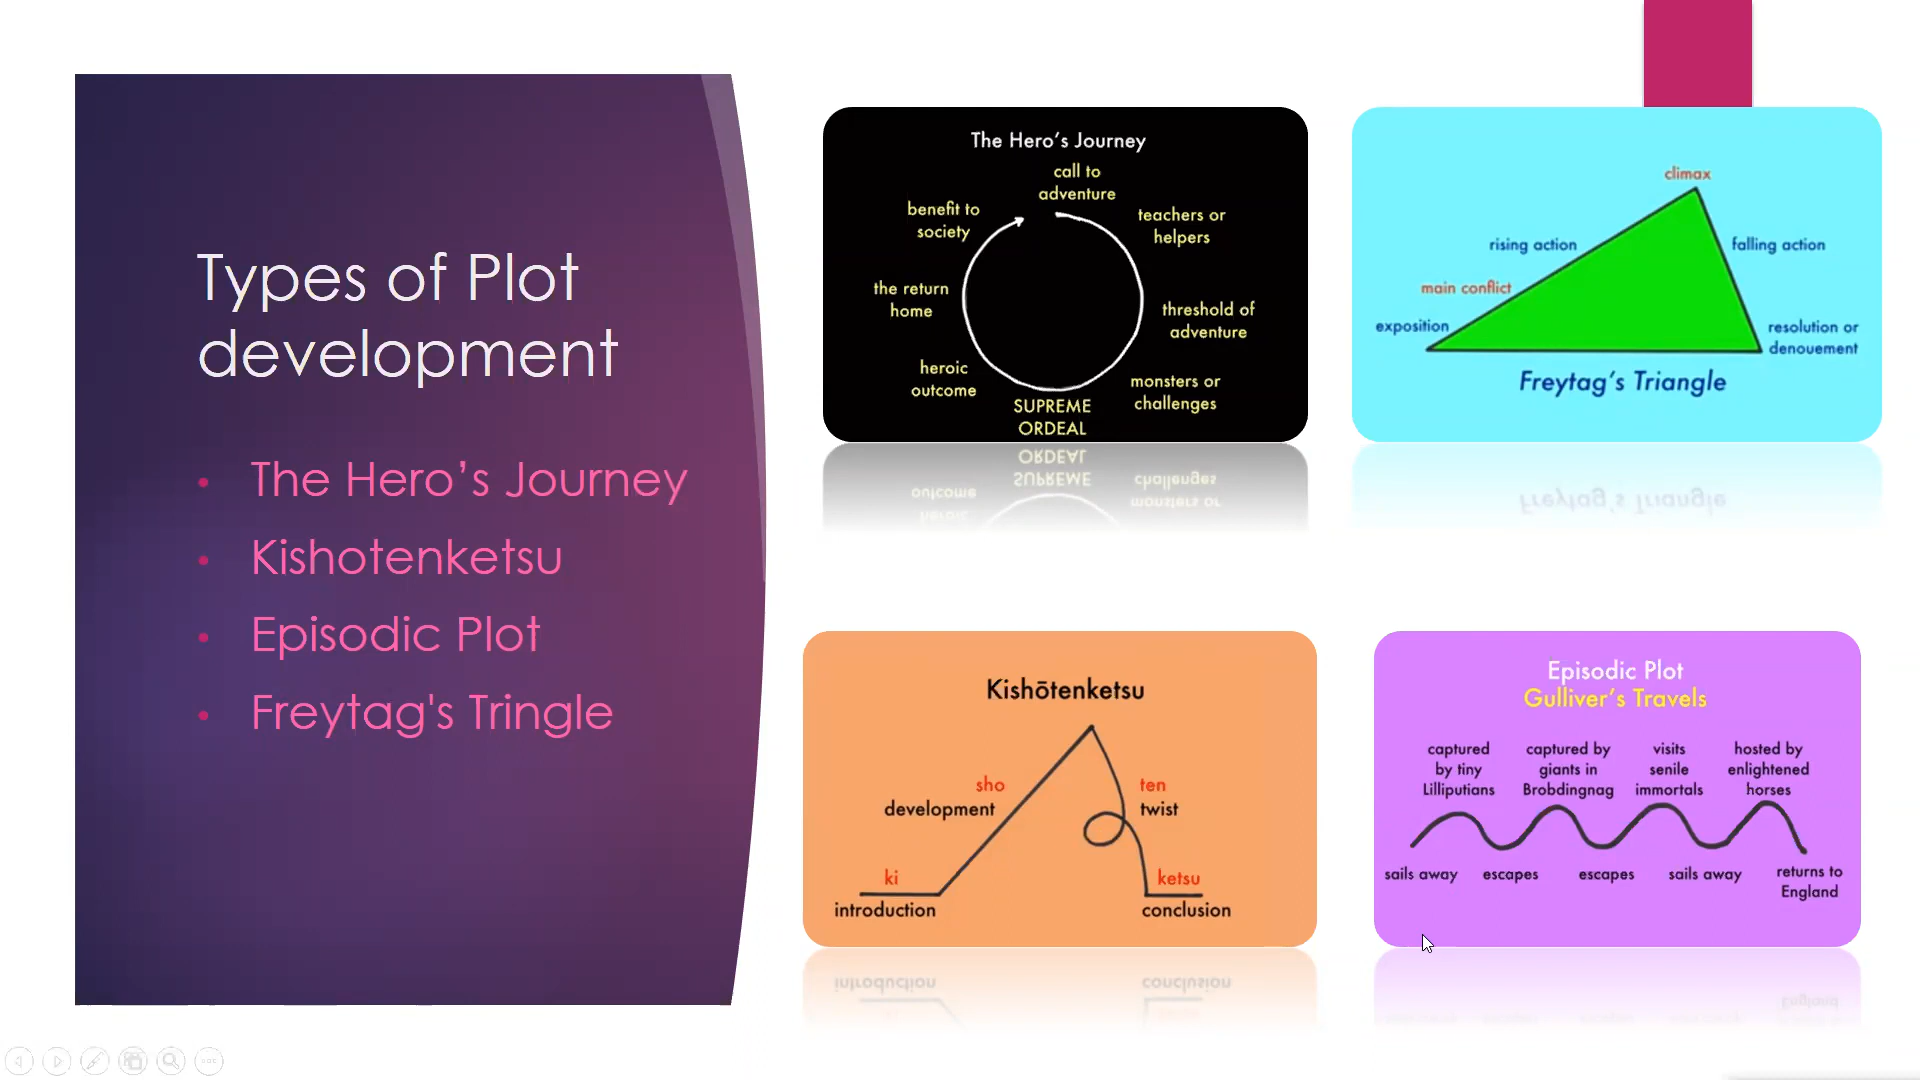 Types of Plot
development
• The Hero’s Journey
• Kishotenketsu
• Episodic Plot
• Freytag's Tringle
The Hero’s Journey
call to
adventure
teachers or
helpers
threshold of
adventure
monsters or
challenges
SUPREME
ORDEAL
heroic
outcome
the return
home
benefit to
society
climax
rising action
falling action
main conflict
exposition
resolution or
denouement
Freytag’s Triangle
Kishōtenketsu
sho
development
ten
twist
ki
introduction
ketsu
conclusion
Episodic Plot
Gulliver’s Travels
captured
by tiny
Lilliputians
captured by
giants in
Brobdingnag
visits
senile
immortals
hosted by
enlightened
horses
sails away
escapes
escapes
sails away
returns to
England